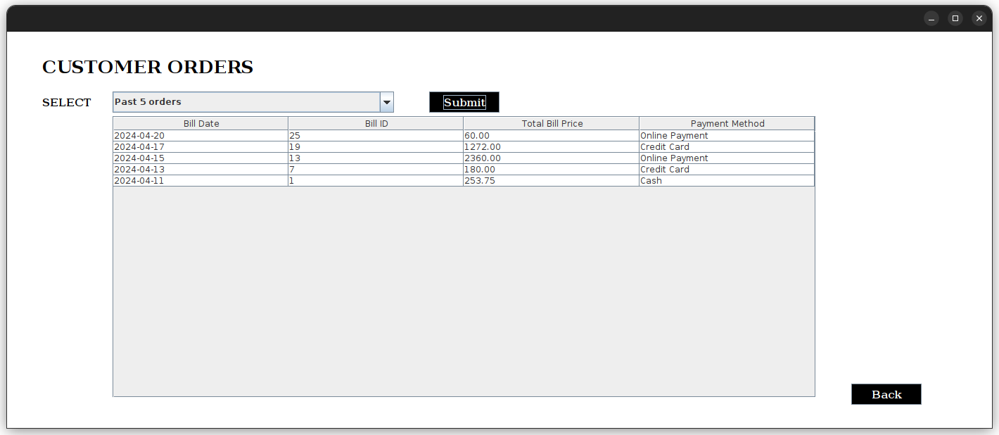 CUSTOMER ORDERS
SELECT Past 5 orders Submit
Bill Date Bill ID Total Bill Price Payment Method
2024-04-20 25 60.00 Online Payment
2024-04-17 19 1272.00 Credit Card
2024-04-15 13 2360.00 Online Payment
2024-04-13 7 180.00 Credit Card
2024-04-11 1 253.75 Cash
Back